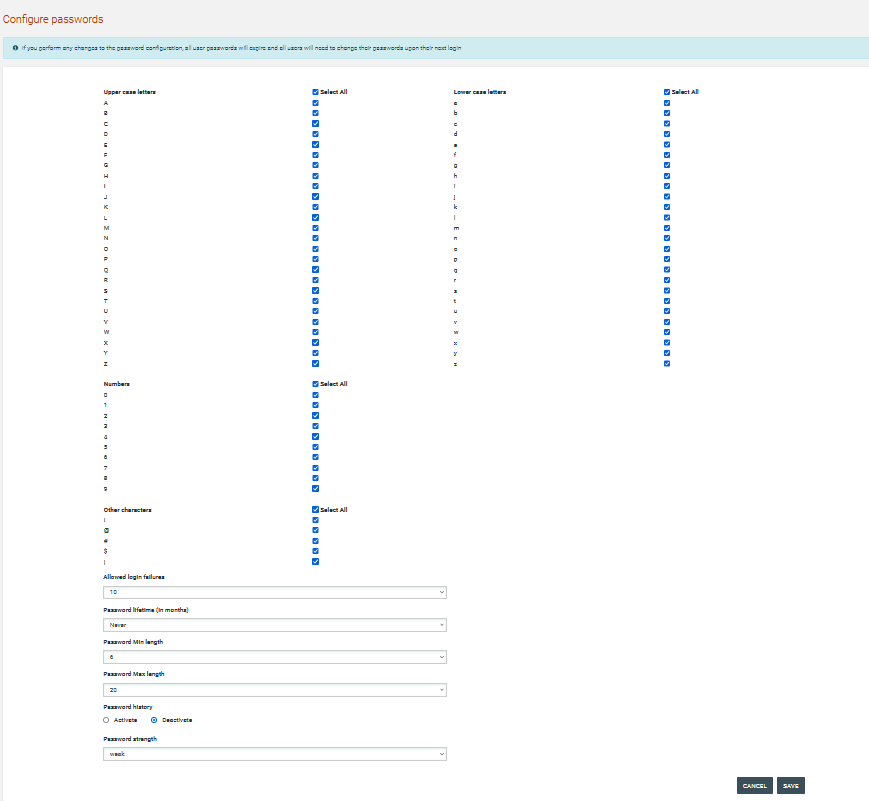 Configure passwords
If you perform any changes to the password configuration, all user passwords will expire and all users will need to change their passwords upon their next login
Upper case letters Select All Lower case letters Select All
A a
B b
C c
D d
E e
F f
G g
H h
I i
J j
K k
L l
M m
N n
O o
P p
Q q
R r
S s
T t
U u
V v
W w
X x
Y y
Z z
Numbers Select All
0
1
2
3
4
5
6
7
8
9
Other characters Select All
@
#
$
Allowed login failures
10
Password lifetime (in months)
Never
Password Min length
6
Password Max length
20
Password history
Activate Deactivate
Password strength
weak
CANCEL SAVE